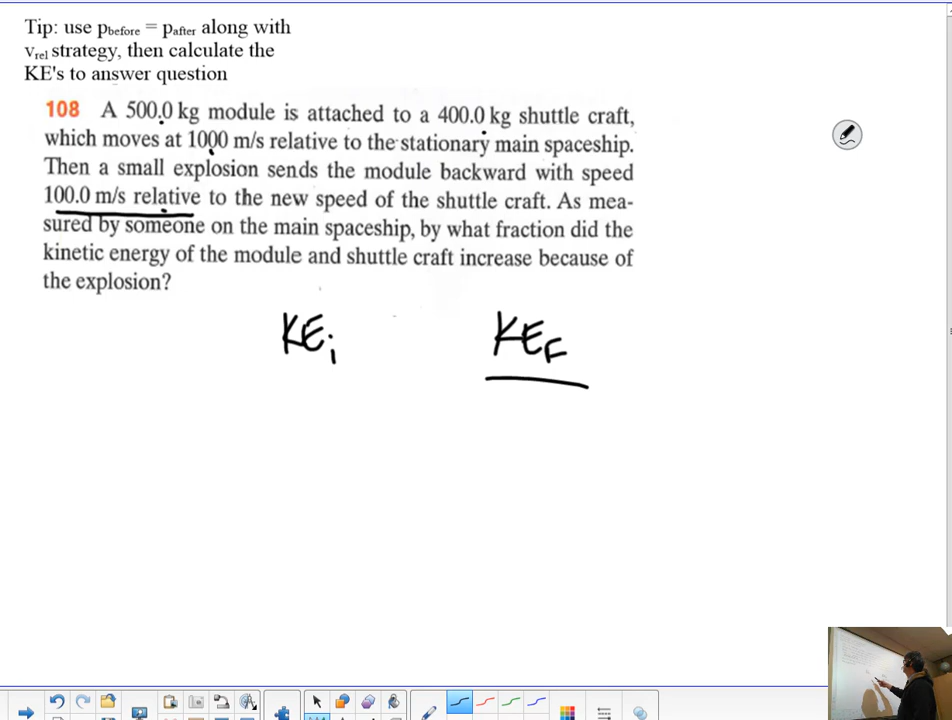 Tip: use pbefore = pafter along with
vrel strategy, then calculate the
KE's to answer question
108 A 500.0 kg module is attached to a 400.0 kg shuttle craft,
which moves at 1000 m/s relative to the stationary main spaceship.
Then a small explosion sends the module backward with speed
100.0 m/s relative to the new speed of the shuttle craft. As mea-
sured by someone on the main spaceship, by what fraction did the
kinetic energy of the module and shuttle craft increase because of
the explosion?
KEi KEF